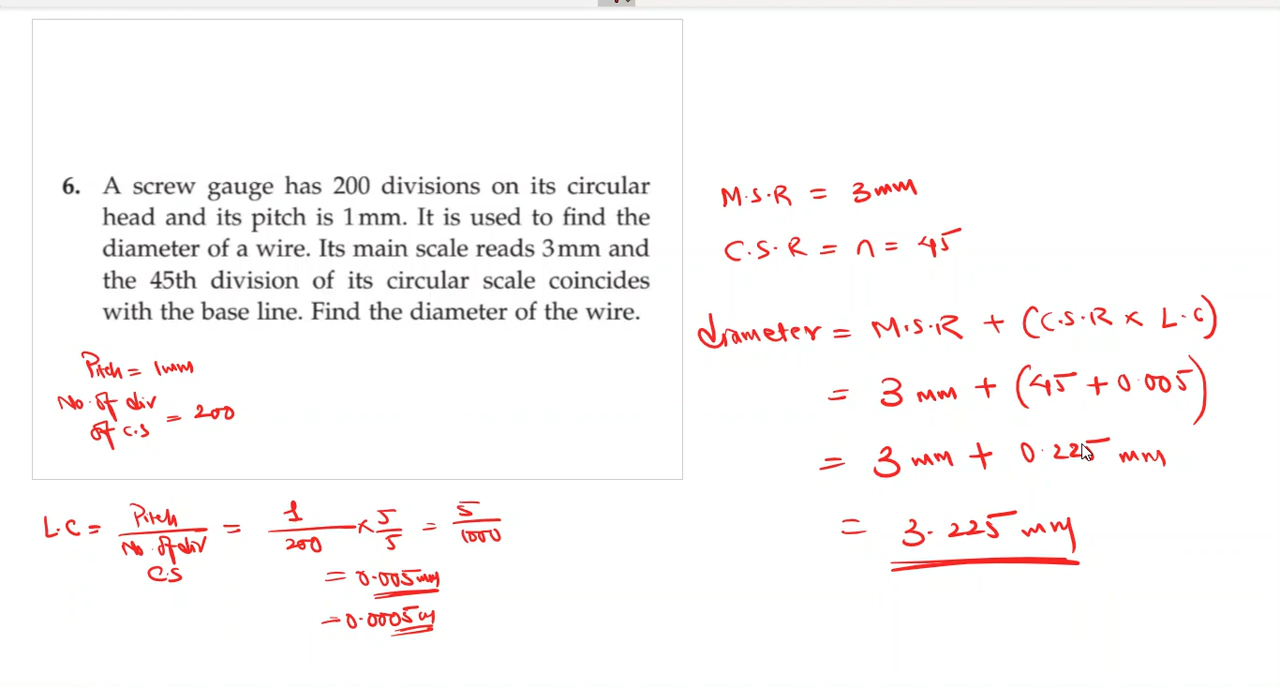 6. A screw gauge has 200 divisions on its circular
head and its pitch is 1 mm. It is used to find the
diameter of a wire. Its main scale reads 3 mm and
the 45th division of its circular scale coincides
with the base line. Find the diameter of the wire.
Pitch = 1mm
No. of div
of C.S = 200
L.C = Pitch / No. of div C.S = 1/200 × 5/5 = 5/1000
= 0.005 mm
= 0.0005 cm
M.S.R = 3mm
C.S.R = n = 45
diameter = M.S.R + (C.S.R × L.C)
= 3 mm + (45 + 0.005)
= 3 mm + 0.225 mm
= 3.225 mm